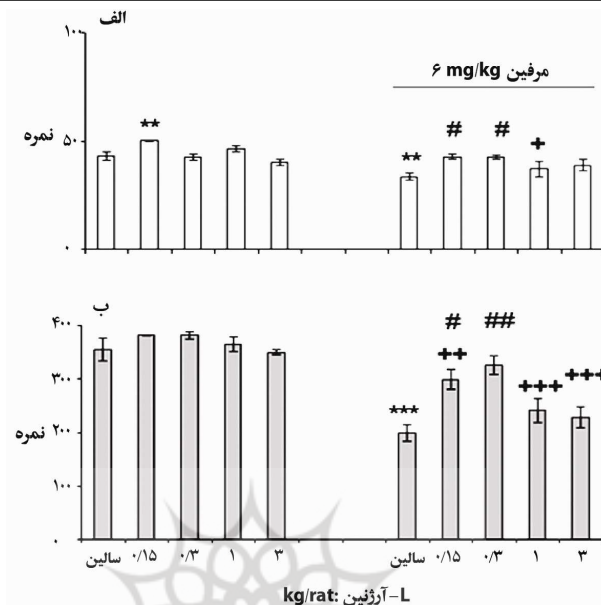 الف
۱۰۰
۵۰
۰
نمره
مرفین ۶ mg/kg
**
** # # +
ب
۴۰۰
۳۰۰
۲۰۰
۱۰۰
۰
نمره
# ##
*** ++ +++ +++
سالین ۰/۱۵ ۰/۳ ۱ ۳ سالین ۰/۱۵ ۰/۳ ۱ ۳
L-آرژنین :kg/rat